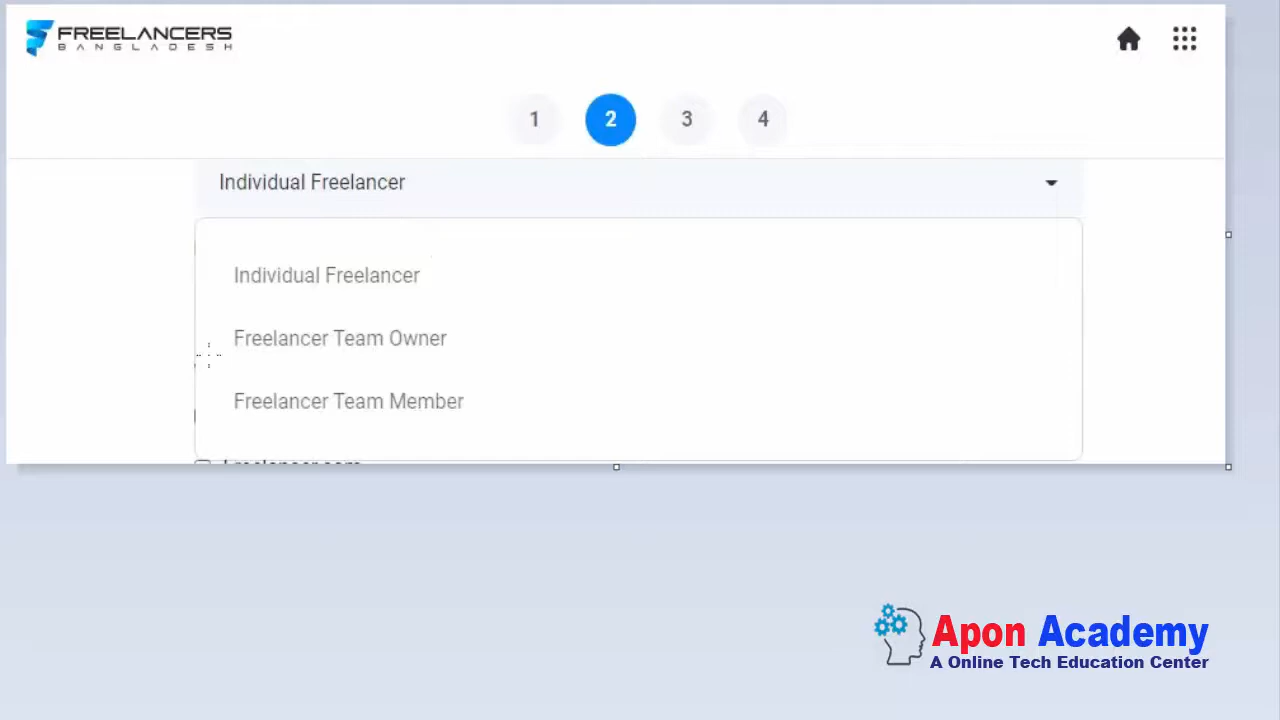 FREELANCERS
BANGLADESH
1 2 3 4
Individual Freelancer
Individual Freelancer
Freelancer Team Owner
Freelancer Team Member
Apon Academy
A Online Tech Education Center